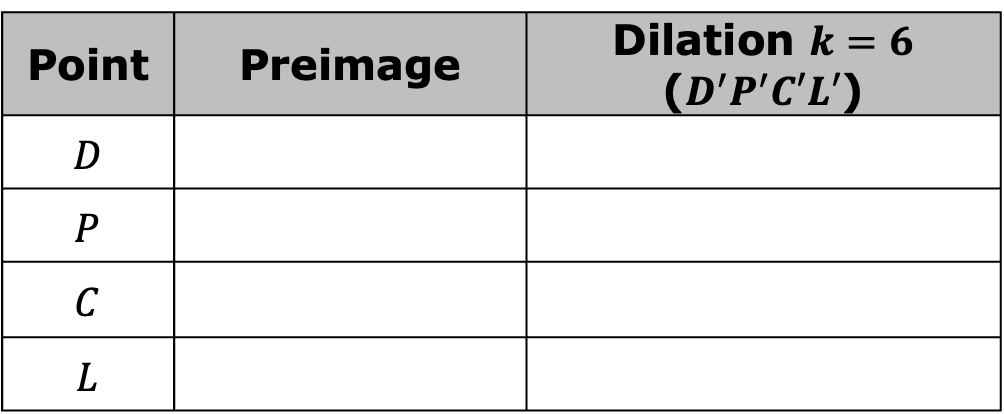 Point Preimage Dilation k = 6
(D′P′C′L′)
D
P
C
L